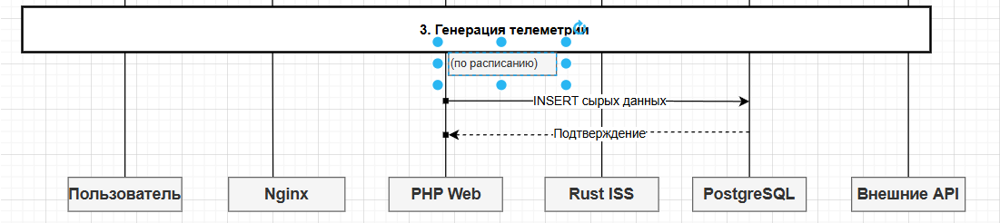 3. Генерация телеметрии
(по расписанию)
INSERT сырых данных
Подтверждение
Пользователь
Nginx
PHP Web
Rust ISS
PostgreSQL
Внешние API